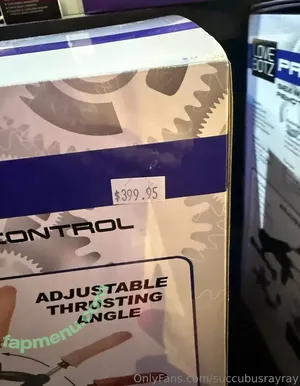 LOVE
BOTZ
PR
$399.95
CONTROL
ADJUSTABLE
THRUSTING
ANGLE
fapmenu
OnlyFans.com/succubusrayray